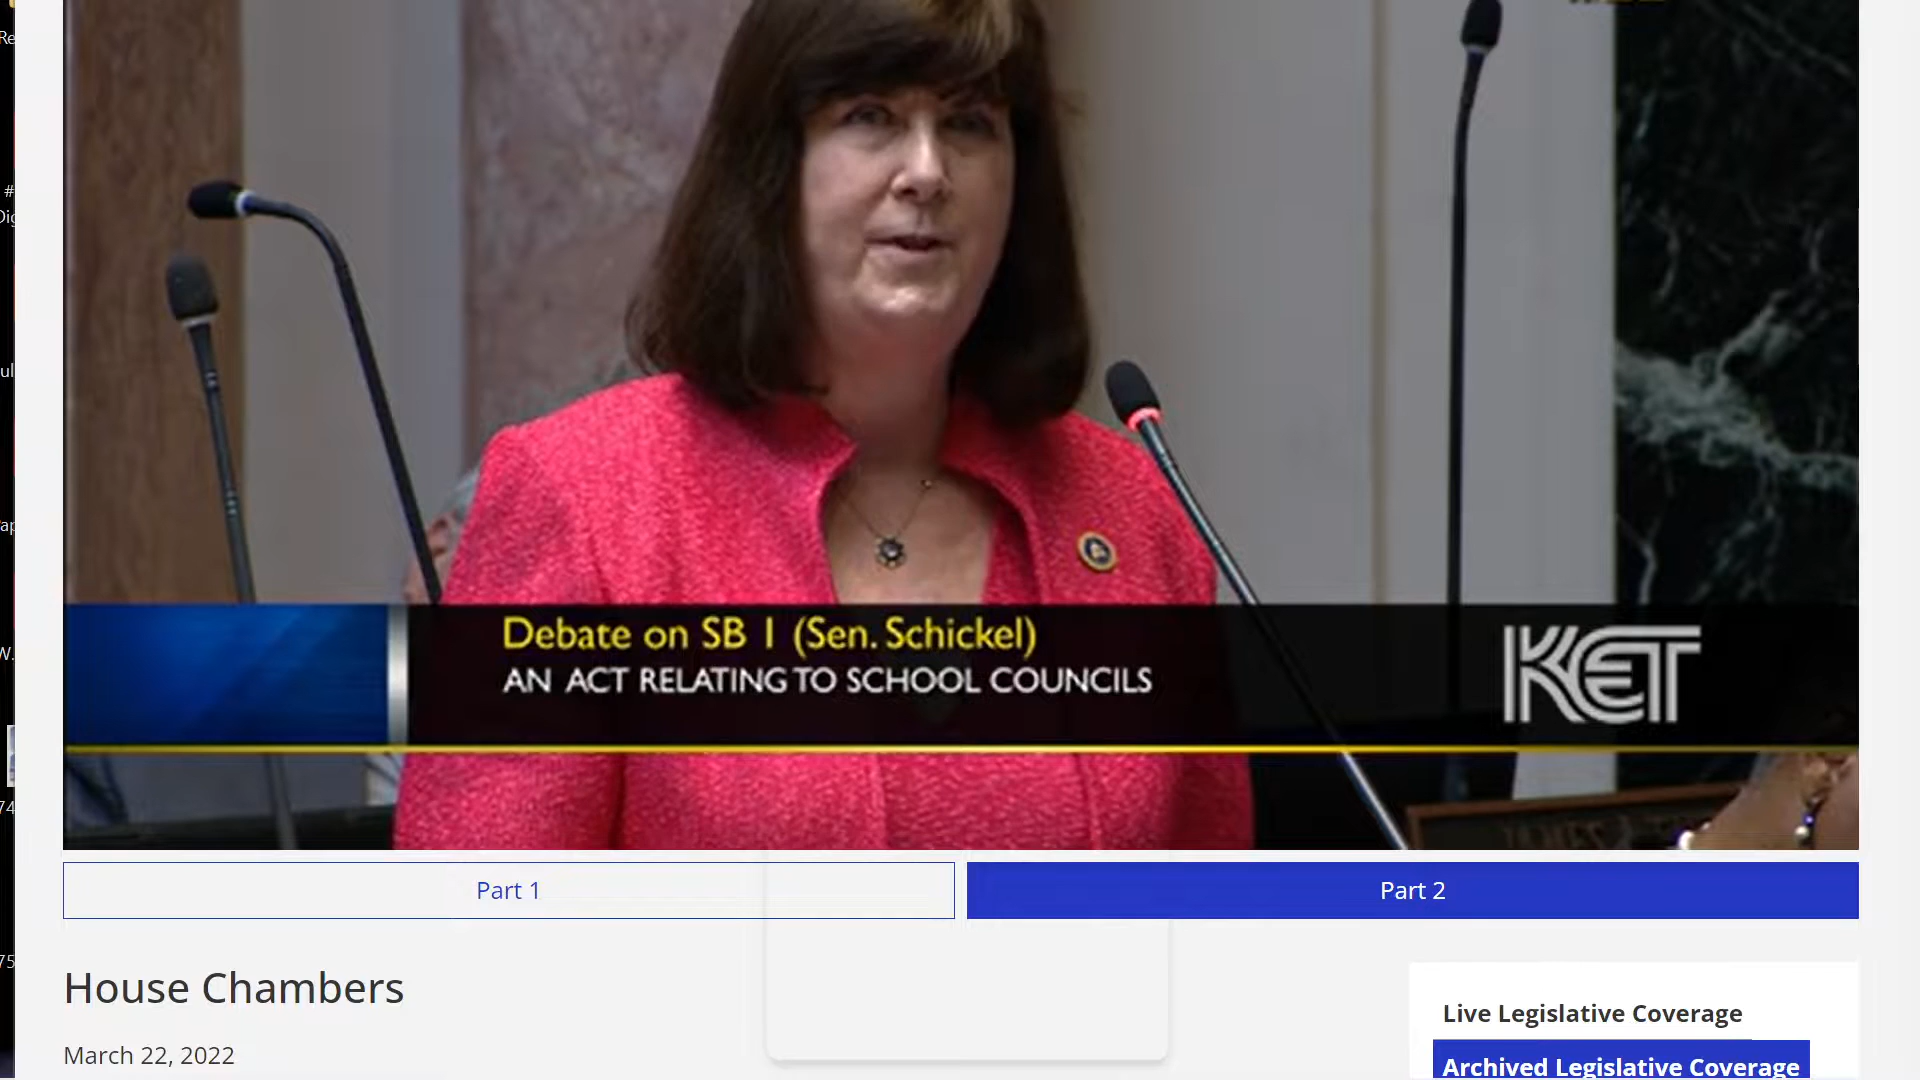 Debate on SB 1 (Sen. Schickel)
AN ACT RELATING TO SCHOOL COUNCILS
KET
Part 1
Part 2
House Chambers
March 22, 2022
Live Legislative Coverage
Archived Legislative Coverage